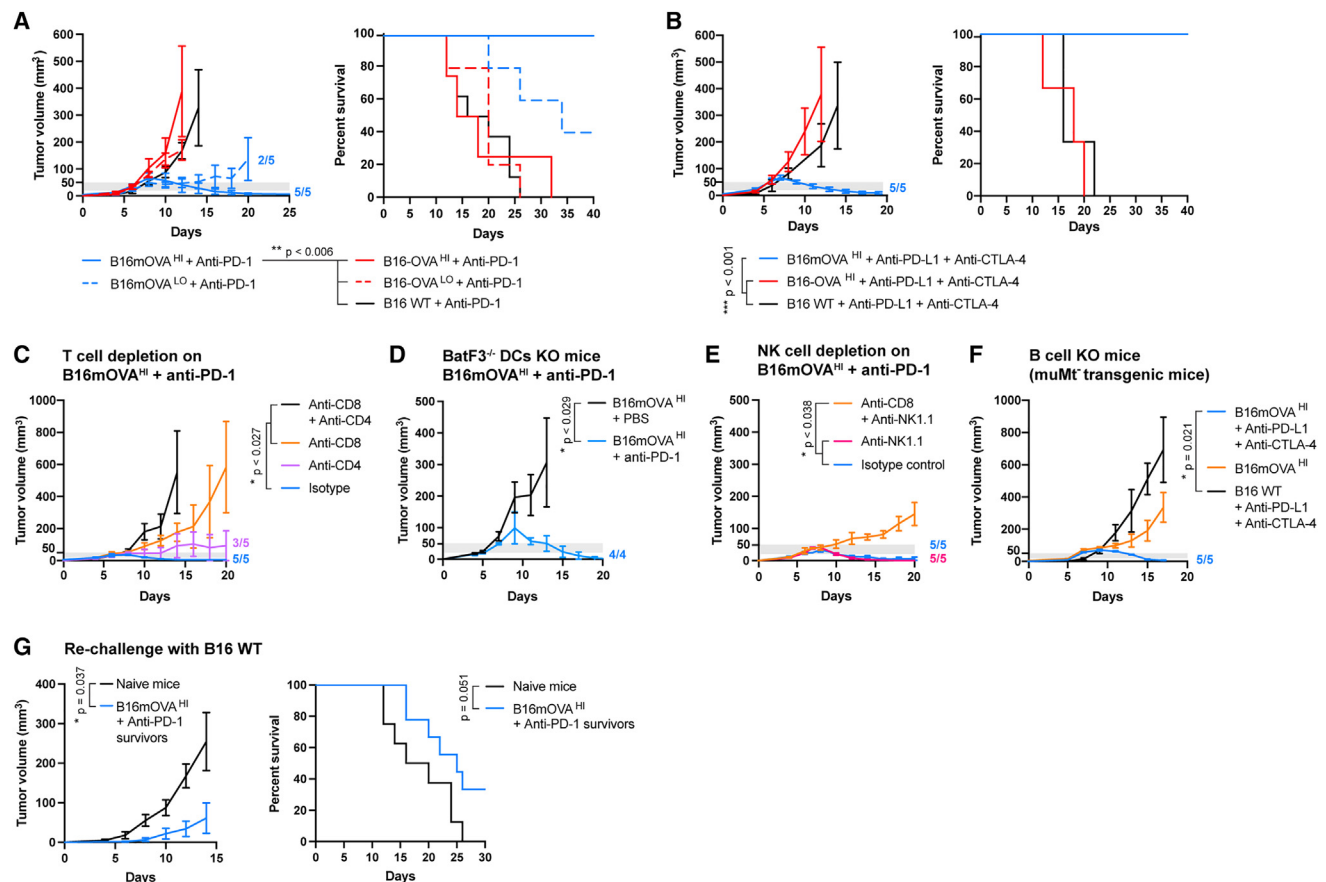 A
Tumor volume (mm3)
600
500
400
300
200
100
50
0
0 5 10 15 20 25
Days
2/5
5/5
Percent survival
100
80
60
40
20
0
0 5 10 15 20 25 30 35 40
Days
B16mOVA HI + Anti-PD-1
B16mOVA LO + Anti-PD-1
** p < 0.006
B16-OVA HI + Anti-PD-1
B16-OVA LO + Anti-PD-1
B16 WT + Anti-PD-1
B
Tumor volume (mm3)
600
500
400
300
200
100
50
0
0 5 10 15 20
Days
5/5
Percent survival
100
80
60
40
20
0
0 5 10 15 20 25 30 35 40
Days
*** p < 0.001
B16mOVA HI + Anti-PD-L1 + Anti-CTLA-4
B16-OVA HI + Anti-PD-L1 + Anti-CTLA-4
B16 WT + Anti-PD-L1 + Anti-CTLA-4
C
T cell depletion on
B16mOVAHI + anti-PD-1
Tumor volume (mm3)
1000
800
600
400
200
50
0
0 5 10 15 20
Days
3/5
5/5
* p < 0.027
Anti-CD8
+ Anti-CD4
Anti-CD8
Anti-CD4
Isotype
D
BatF3-/- DCs KO mice
B16mOVAHI + anti-PD-1
Tumor volume (mm3)
500
400
300
200
100
50
0
0 5 10 15 20
Days
4/4
* p < 0.029
B16mOVA HI
+ PBS
B16mOVA HI
+ anti-PD-1
E
NK cell depletion on
B16mOVAHI + anti-PD-1
Tumor volume (mm3)
500
400
300
200
100
50
0
0 5 10 15 20
Days
5/5
5/5
* p < 0.038
Anti-CD8
+ Anti-NK1.1
Anti-NK1.1
Isotype control
F
B cell KO mice
(muMt- transgenic mice)
Tumor volume (mm3)
1000
800
600
400
200
50
0
0 5 10 15 20
Days
5/5
* p = 0.021
B16mOVA HI
+ Anti-PD-L1
+ Anti-CTLA-4
B16mOVA HI
B16 WT
+ Anti-PD-L1
+ Anti-CTLA-4
G
Re-challenge with B16 WT
Tumor volume (mm3)
400
300
200
100
0
0 5 10 15
Days
* p = 0.037
Naive mice
B16mOVA HI
+ Anti-PD-1
survivors
Percent survival
100
80
60
40
20
0
0 5 10 15 20 25 30
Days
p = 0.051
Naive mice
B16mOVA HI
+ Anti-PD-1 survivors